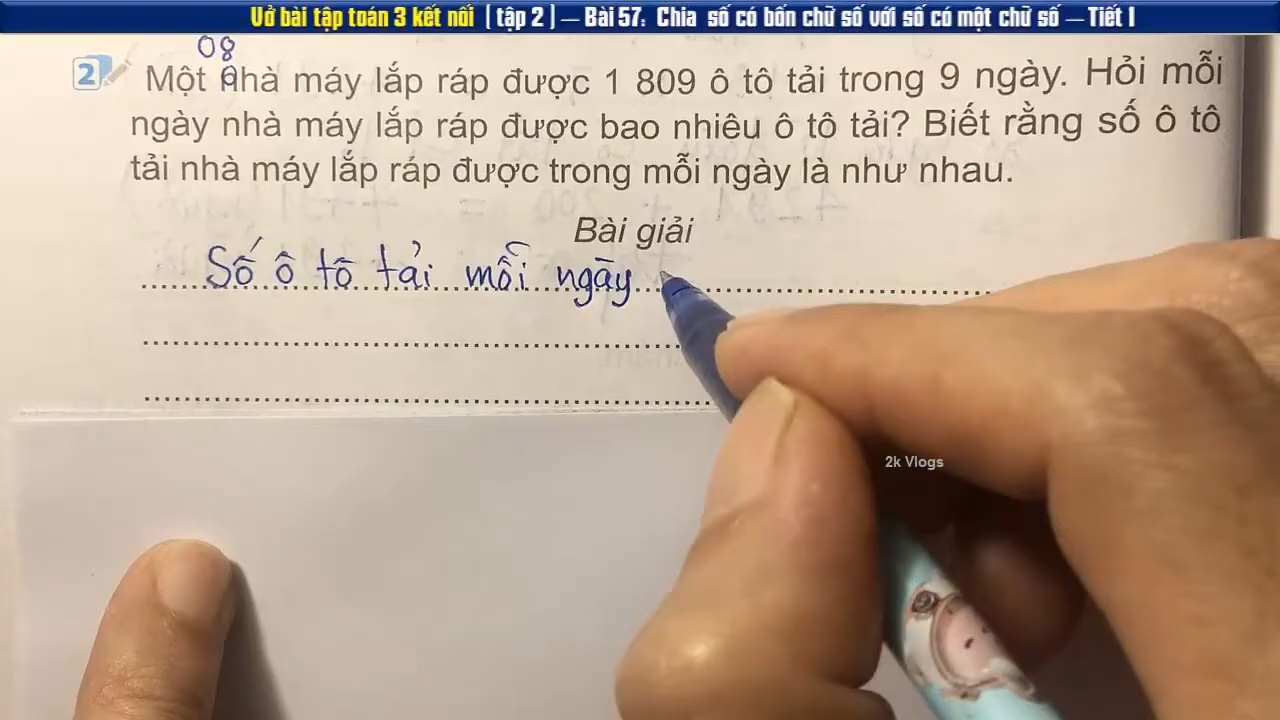 Vở bài tập toán 3 kết nối ( tập 2 ) – Bài 57: Chia số có bốn chữ số với số có một chữ số – Tiết 1
08
2 Một nhà máy lắp ráp được 1 809 ô tô tải trong 9 ngày. Hỏi mỗi
ngày nhà máy lắp ráp được bao nhiêu ô tô tải? Biết rằng số ô tô
tải nhà máy lắp ráp được trong mỗi ngày là như nhau.
Bài giải
Số ô tô tải mỗi ngày
2k Vlogs